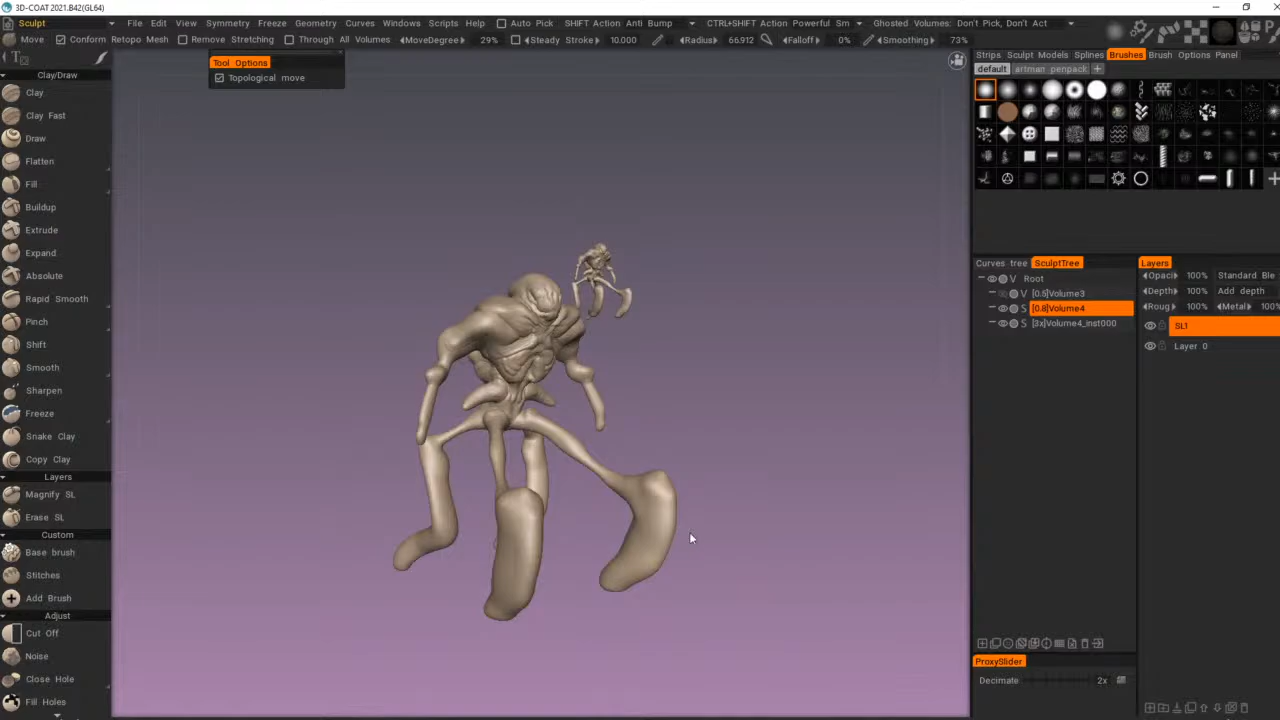 3D-COAT 2021.B42(GL64)
Sculpt File Edit View Symmetry Freeze Geometry Curves Windows Scripts Help Auto Pick SHIFT Action Anti Bump CTRL+SHIFT Action Powerful Sm Ghosted Volumes: Don't Pick, Don't Act
Move Conform Retopo Mesh Remove Stretching Through All Volumes MoveDegree 29% Steady Stroke 10.000 Radius 66.912 Falloff 0% Smoothing 73%
Tool Options
Topological move
Clay/Draw
Clay
Clay Fast
Draw
Flatten
Fill
Buildup
Extrude
Expand
Absolute
Rapid Smooth
Pinch
Shift
Smooth
Sharpen
Freeze
Snake Clay
Copy Clay
Layers
Magnify SL
Erase SL
Custom
Base brush
Stitches
Add Brush
Adjust
Cut Off
Noise
Close Hole
Fill Holes
Strips Sculpt Models Splines Brushes Brush Options Panel
default artman penpack +
Curves tree SculptTree
V Root
V [0.5]Volume3
S [0.8]Volume4
S [3x]Volume4_inst000
ProxySlider
Decimate 2x
Layers
Opaci 100% Standard Ble
Depth 100% Add depth
Roug 100% Metal 100%
SL1
Layer 0